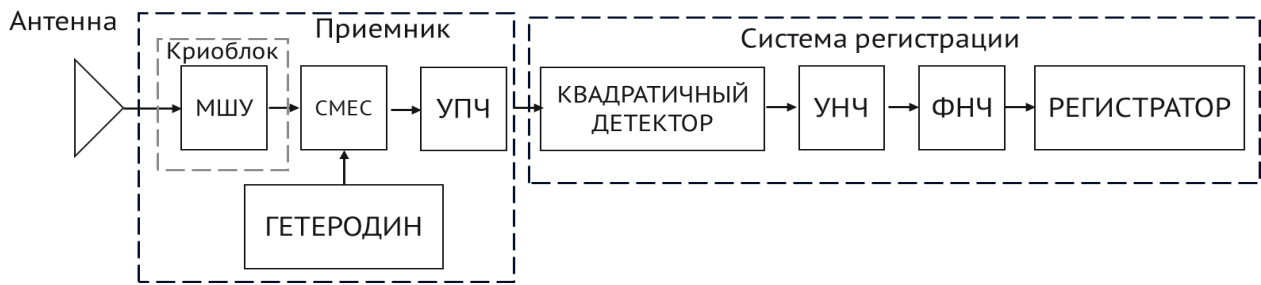 Антенна
Приемник
Криоблок
МШУ
СМЕС
УПЧ
ГЕТЕРОДИН
Система регистрации
КВАДРАТИЧНЫЙ
ДЕТЕКТОР
УНЧ
ФНЧ
РЕГИСТРАТОР